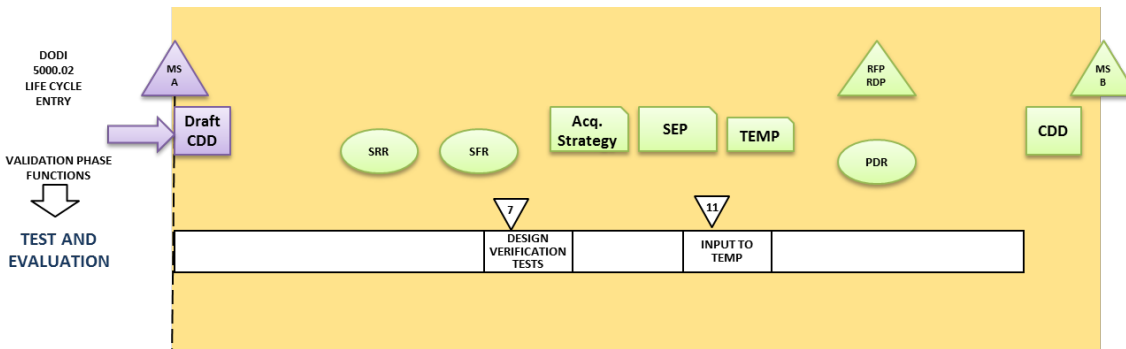 DODI
5000.02
LIFE CYCLE
ENTRY
MS
A
RFP
RDP
MS
B
Draft
CDD
Acq.
Strategy
SEP
TEMP
CDD
SRR
SFR
PDR
VALIDATION PHASE
FUNCTIONS
7
11
TEST AND
EVALUATION
DESIGN
VERIFICATION
TESTS
INPUT TO
TEMP